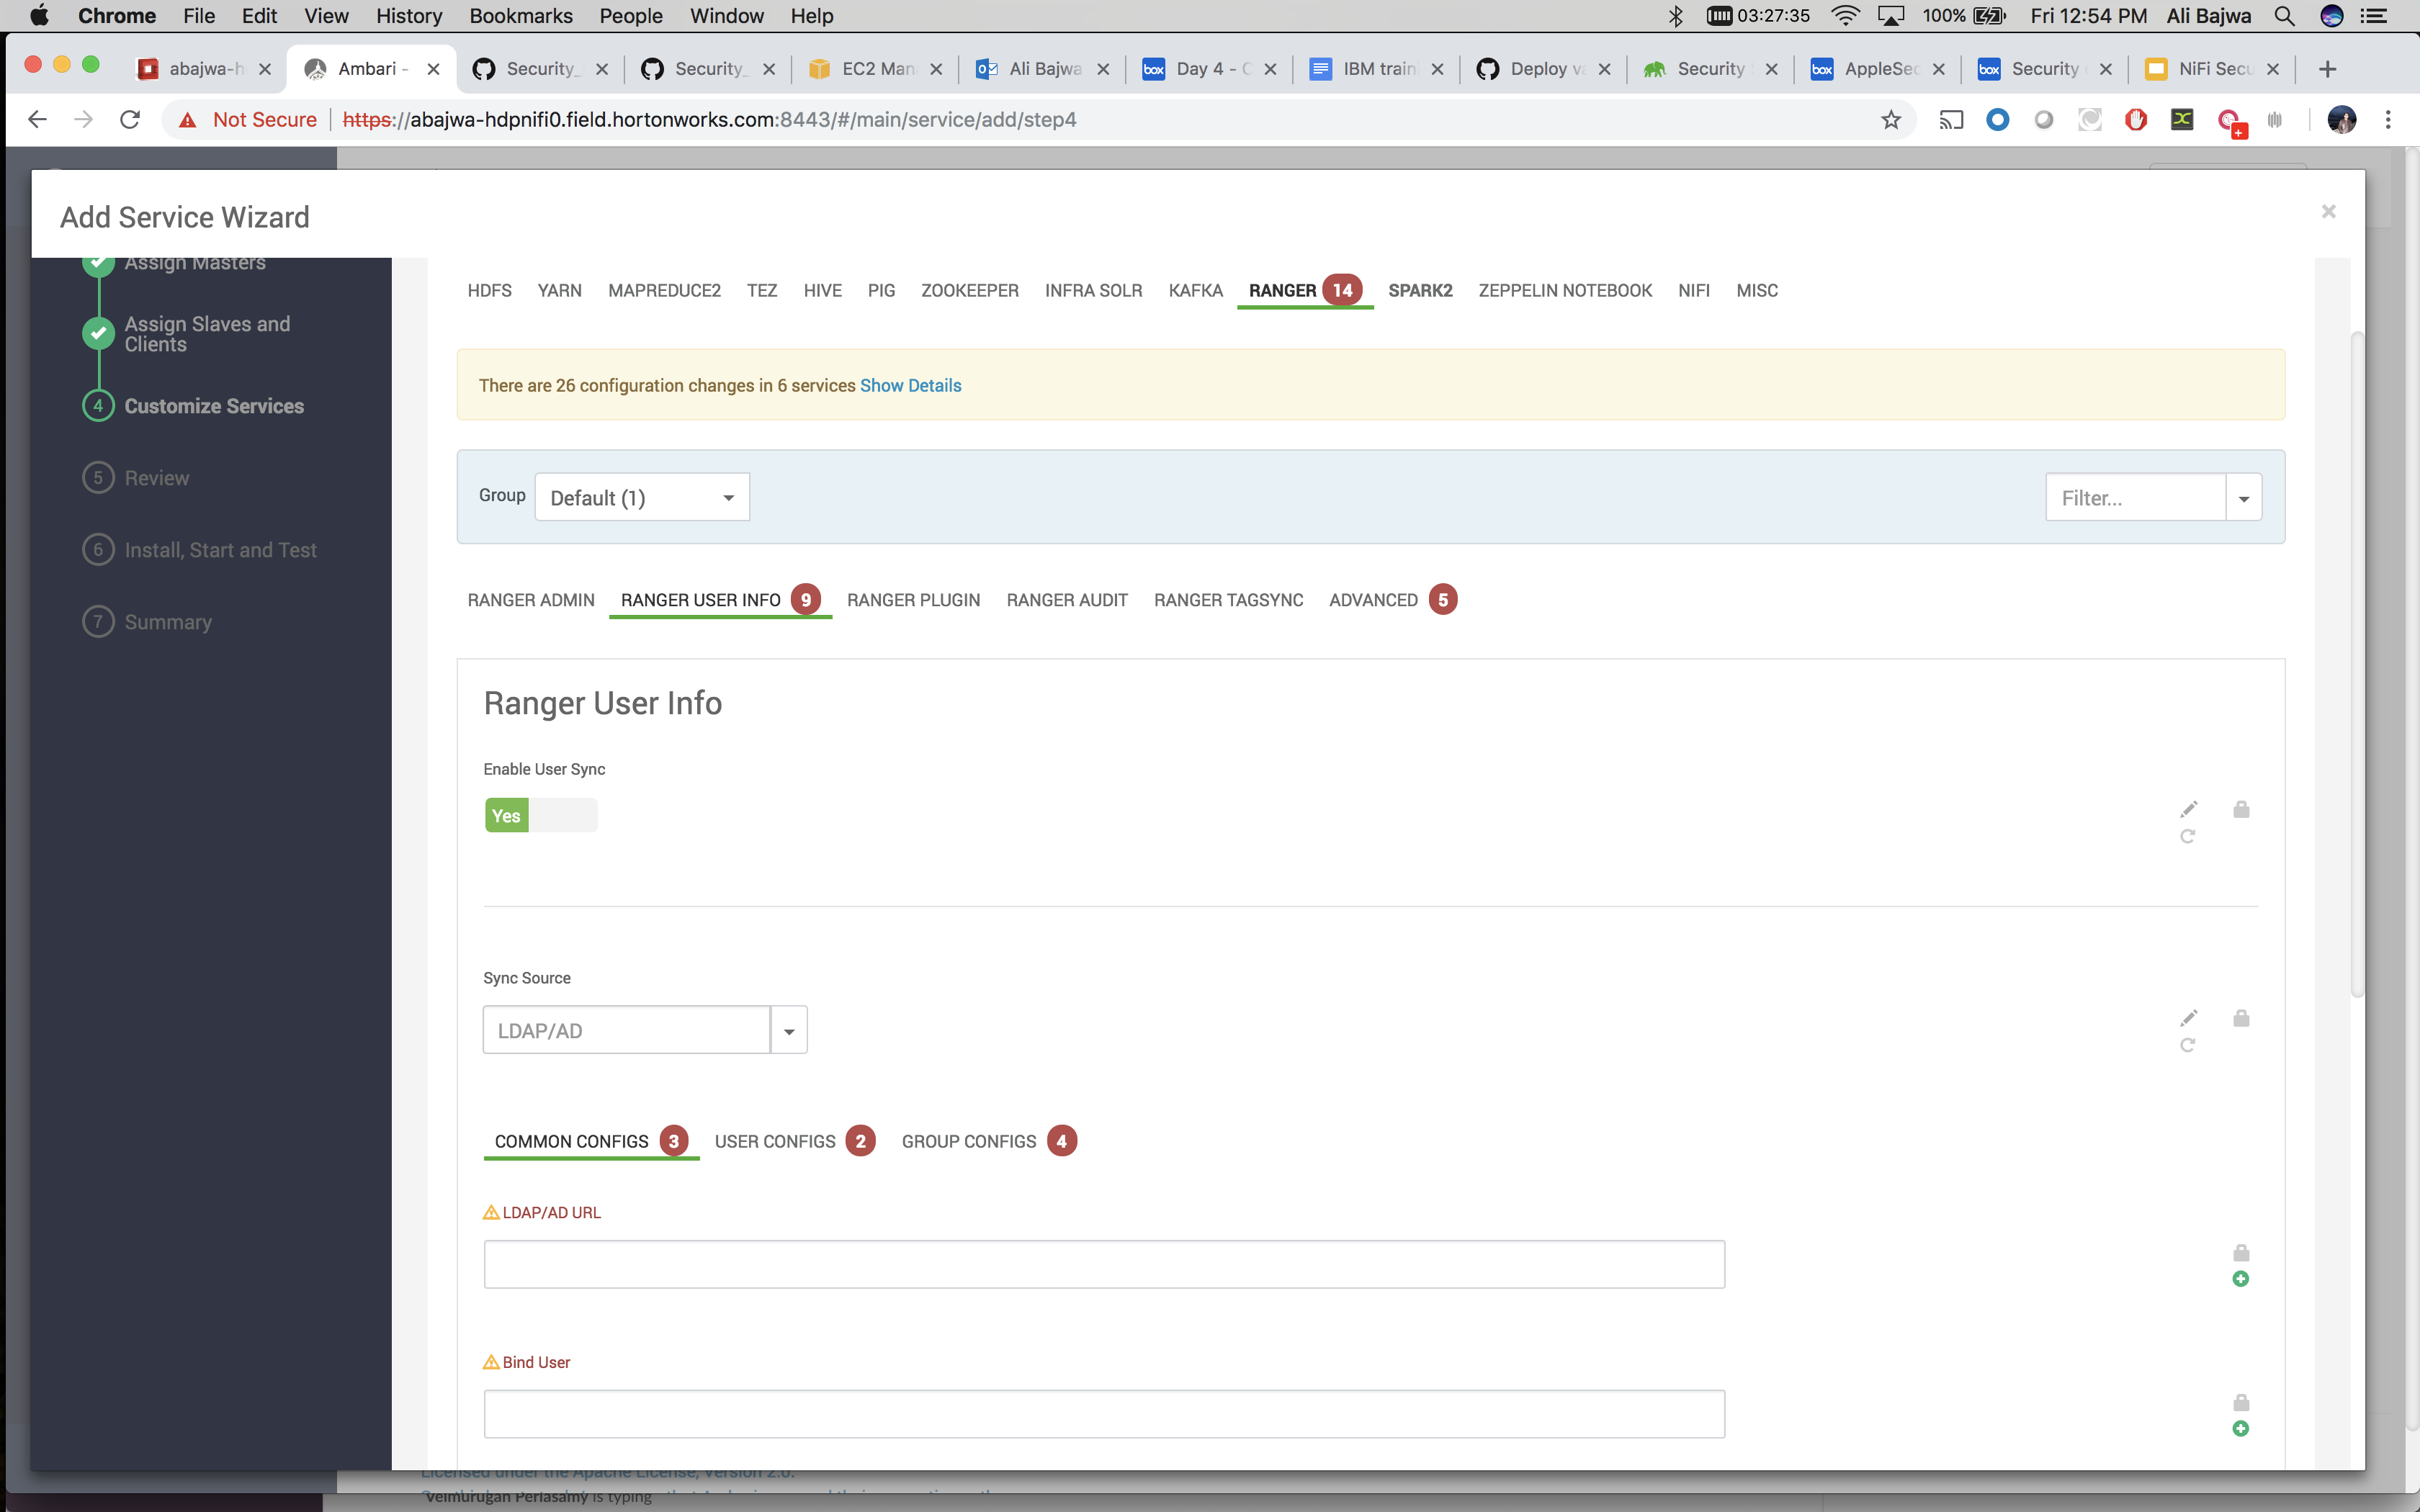 Chrome File Edit View History Bookmarks People Window Help 03:27:35 100% Fri 12:54 PM Ali Bajwa
abajwa-h Ambari - Security_ Security_ EC2 Man Ali Bajwa Day 4 - IBM train Deploy va Security AppleSec Security NiFi Secu
Not Secure https://abajwa-hdpnifi0.field.hortonworks.com:8443/#/main/service/add/step4
Add Service Wizard
Assign Masters
Assign Slaves and
Clients
4 Customize Services
5 Review
6 Install, Start and Test
7 Summary
HDFS YARN MAPREDUCE2 TEZ HIVE PIG ZOOKEEPER INFRA SOLR KAFKA RANGER 14 SPARK2 ZEPPELIN NOTEBOOK NIFI MISC
There are 26 configuration changes in 6 services Show Details
Group Default (1) Filter...
RANGER ADMIN RANGER USER INFO 9 RANGER PLUGIN RANGER AUDIT RANGER TAGSYNC ADVANCED 5
Ranger User Info
Enable User Sync
Yes
Sync Source
LDAP/AD
COMMON CONFIGS 3 USER CONFIGS 2 GROUP CONFIGS 4
LDAP/AD URL
Bind User
Licensed under the Apache License, Version 2.0.
Velmurugan Periasamy is typing